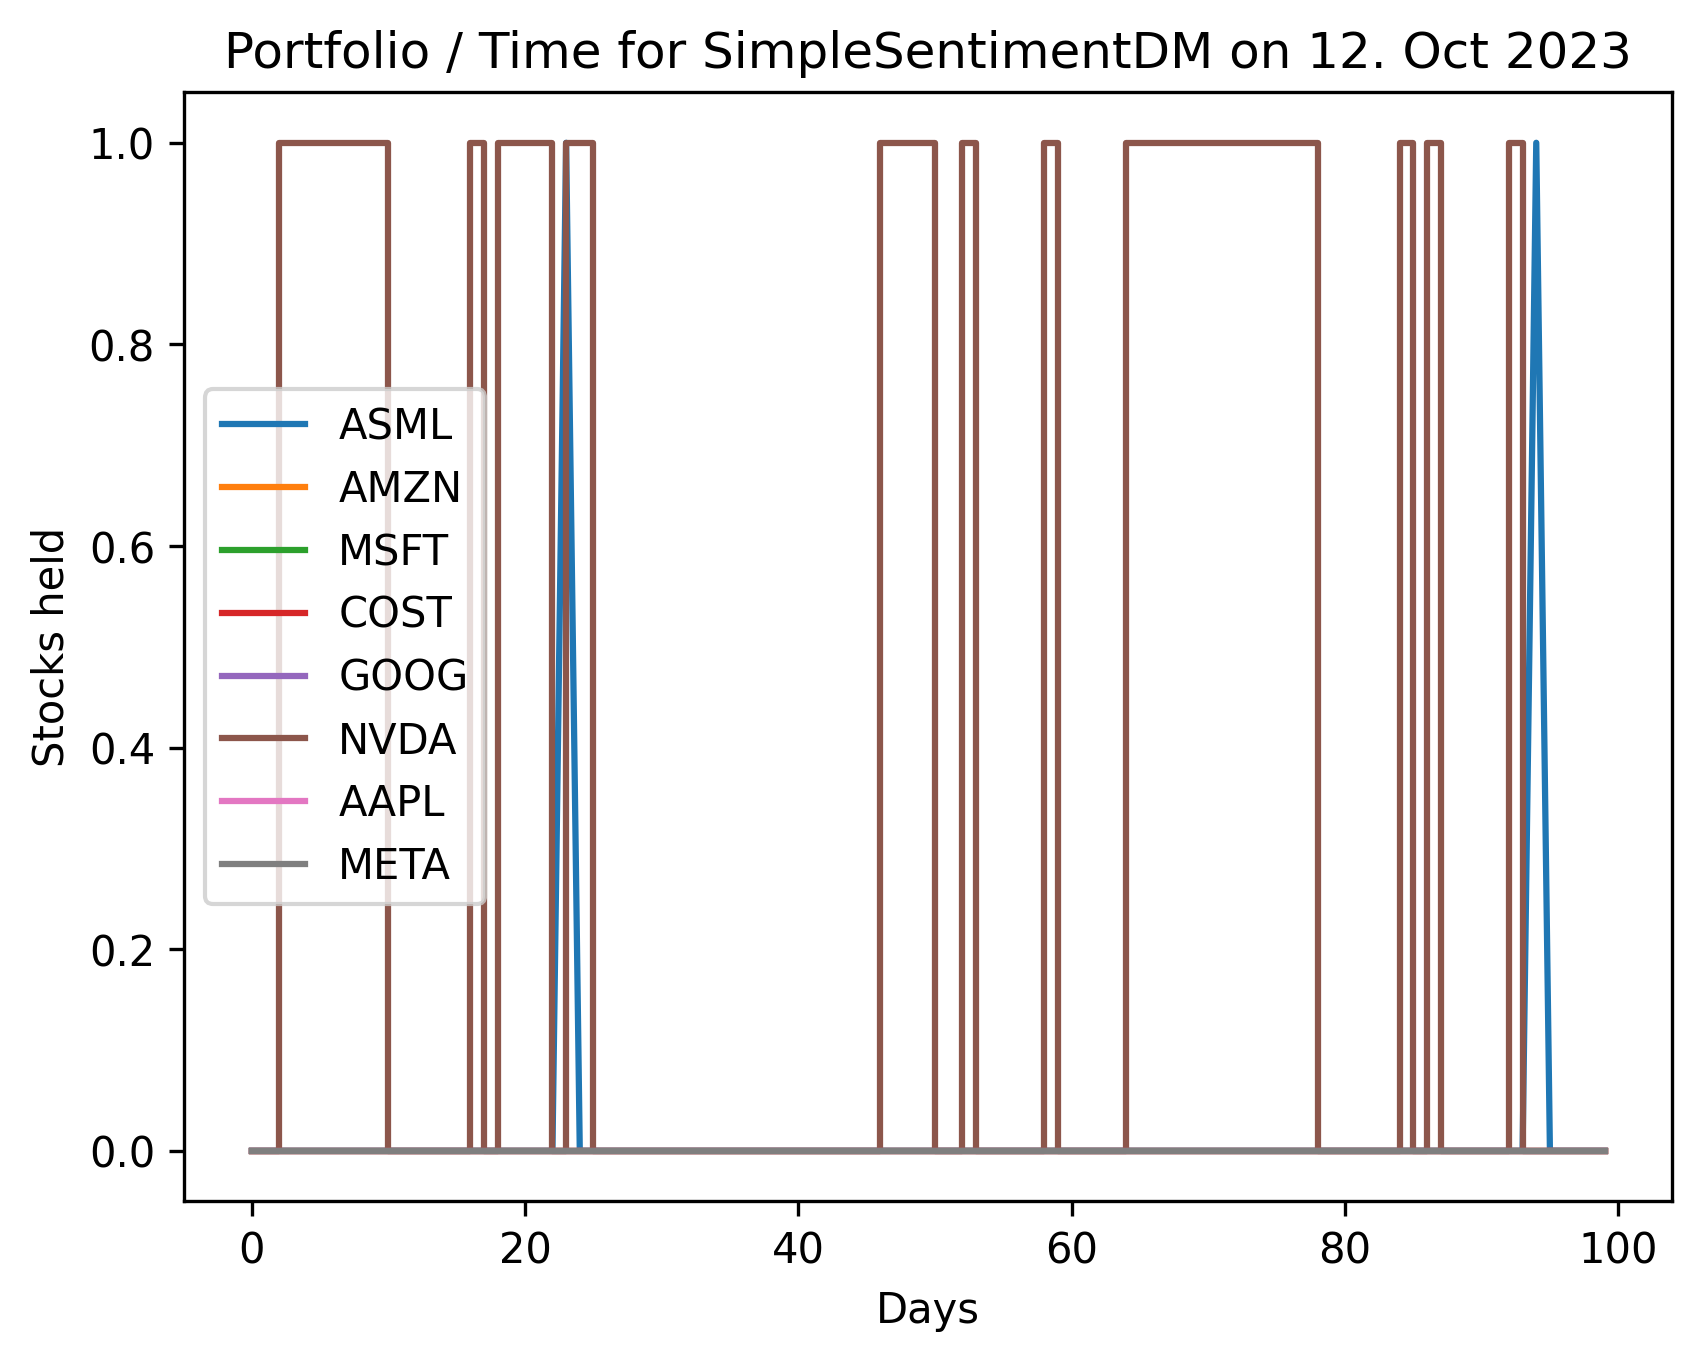 Portfolio / Time for SimpleSentimentDM on 12. Oct 2023
1.0
0.8
0.6
0.4
0.2
0.0
Stocks held
ASML
AMZN
MSFT
COST
GOOG
NVDA
AAPL
META
0 20 40 60 80 100
Days